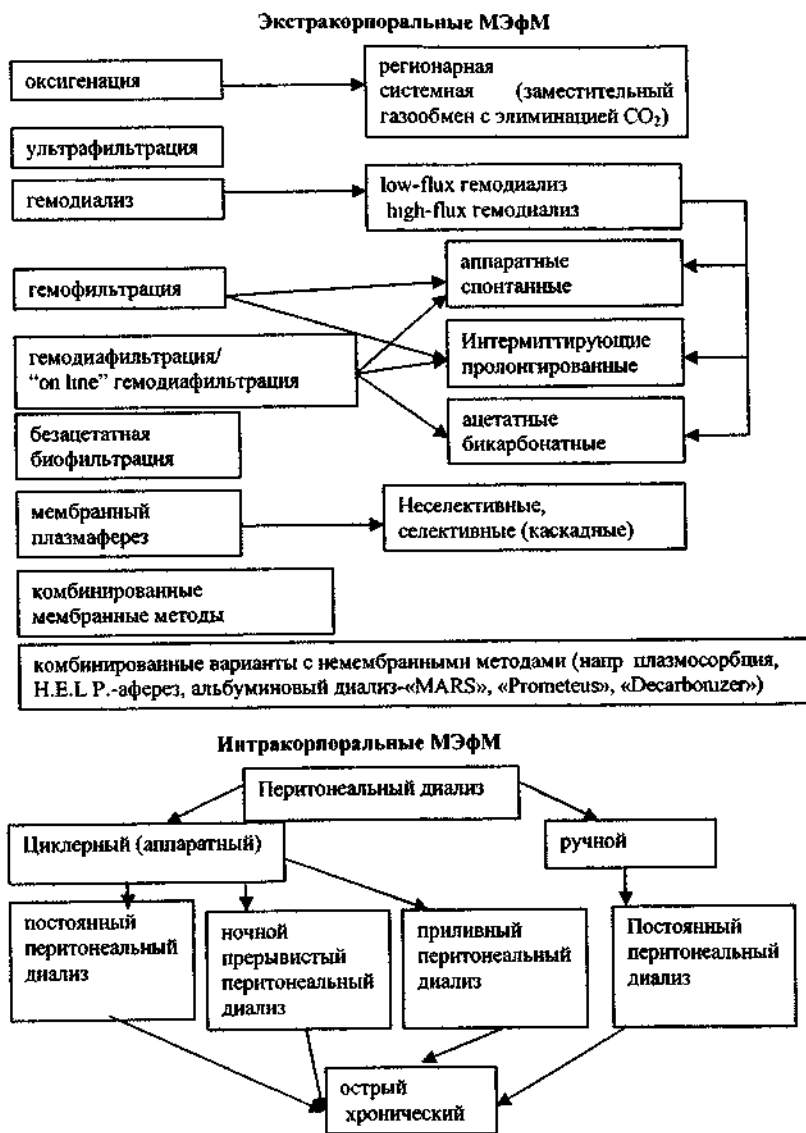 Экстракорпоральные МЭфМ
оксигенация
регионарная
системная (заместительный
газообмен с элиминацией CO₂)
ультрафильтрация
гемодиализ
low-flux гемодиализ
high-flux гемодиализ
аппаратные
спонтанные
гемофильтрация
Интермиттирующие
пролонгированные
гемодиафильтрация/
"on line" гемодиафильтрация
ацетатные
бикарбонатные
безацетатная
биофильтрация
мембранный
плазмаферез
Неселективные,
селективные (каскадные)
комбинированные
мембранные методы
комбинированные варианты с немембранными методами (напр плазмосорбция,
H.E.L P.-аферез, альбуминовый диализ-«MARS», «Prometeus», «Decarbonizer»)
Интракорпоральные МЭфМ
Перитонеальный диализ
Циклерный (аппаратный)
ручной
постоянный
перитонеальный
диализ
ночной
прерывистый
перитонеальный
диализ
приливный
перитонеальный
диализ
Постоянный
перитонеальный
диализ
острый
хронический